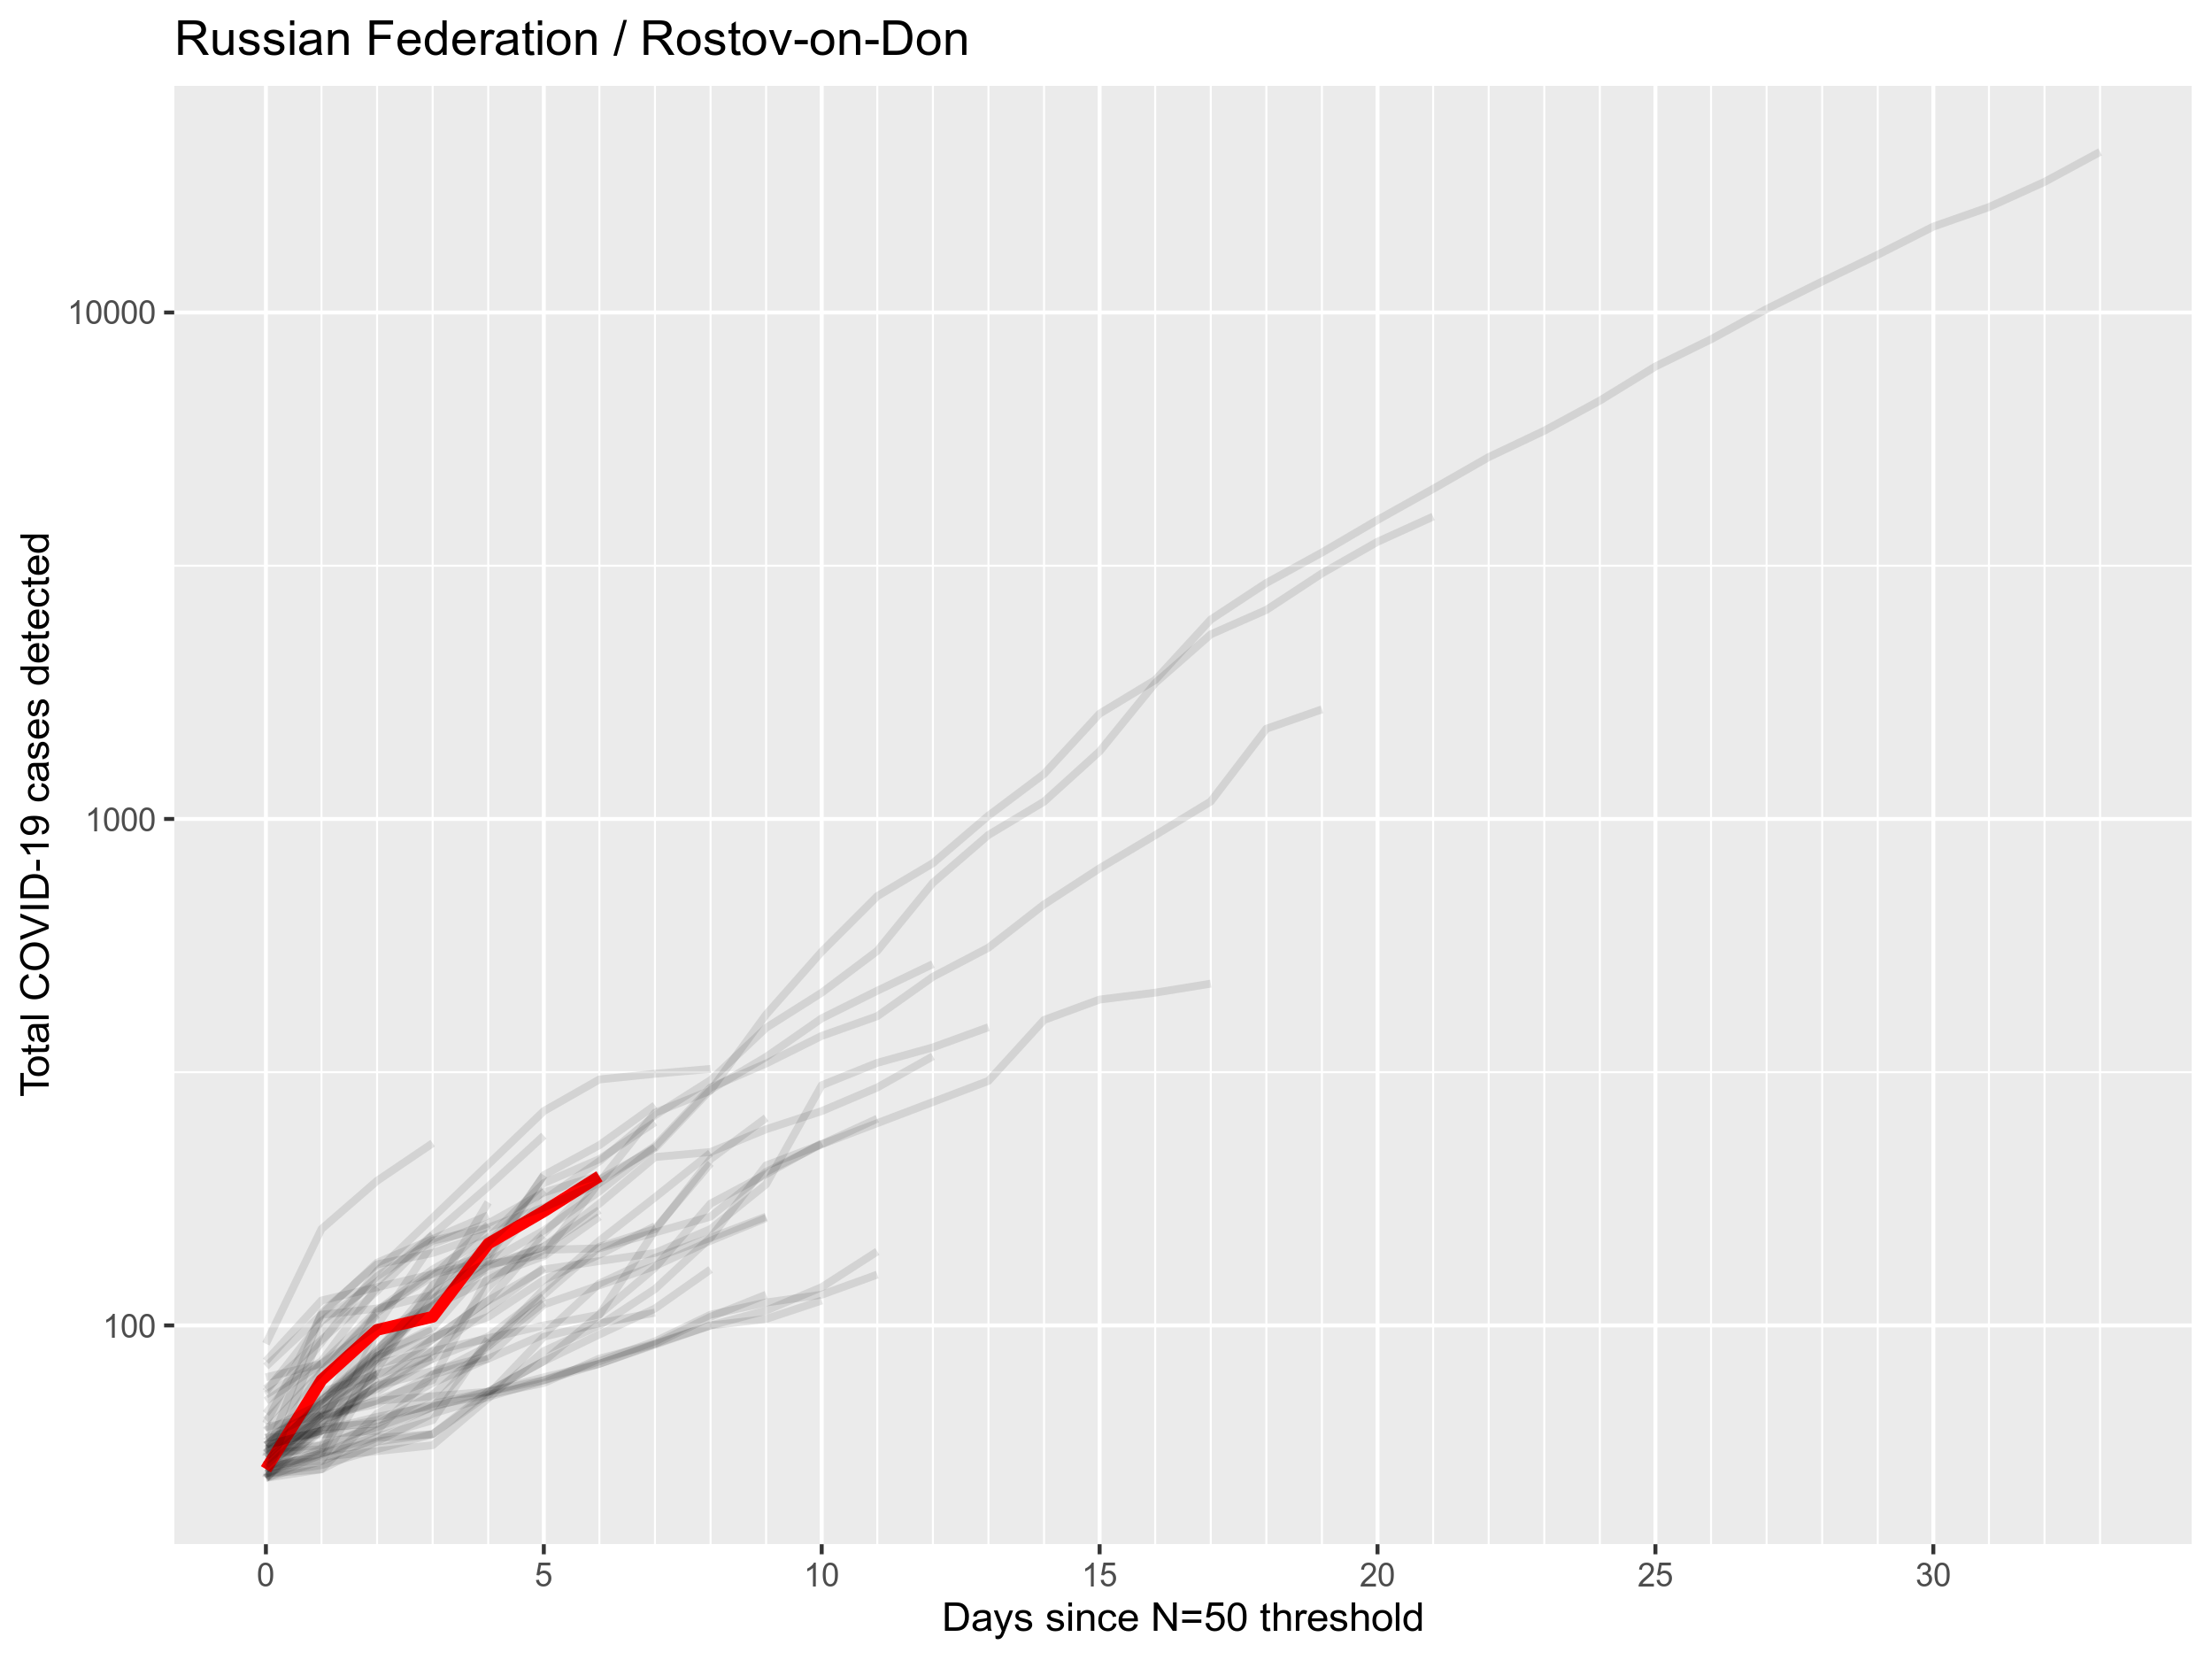 Russian Federation / Rostov-on-Don
Total COVID-19 cases detected
10000
1000
100
0 5 10 15 20 25 30
Days since N=50 threshold